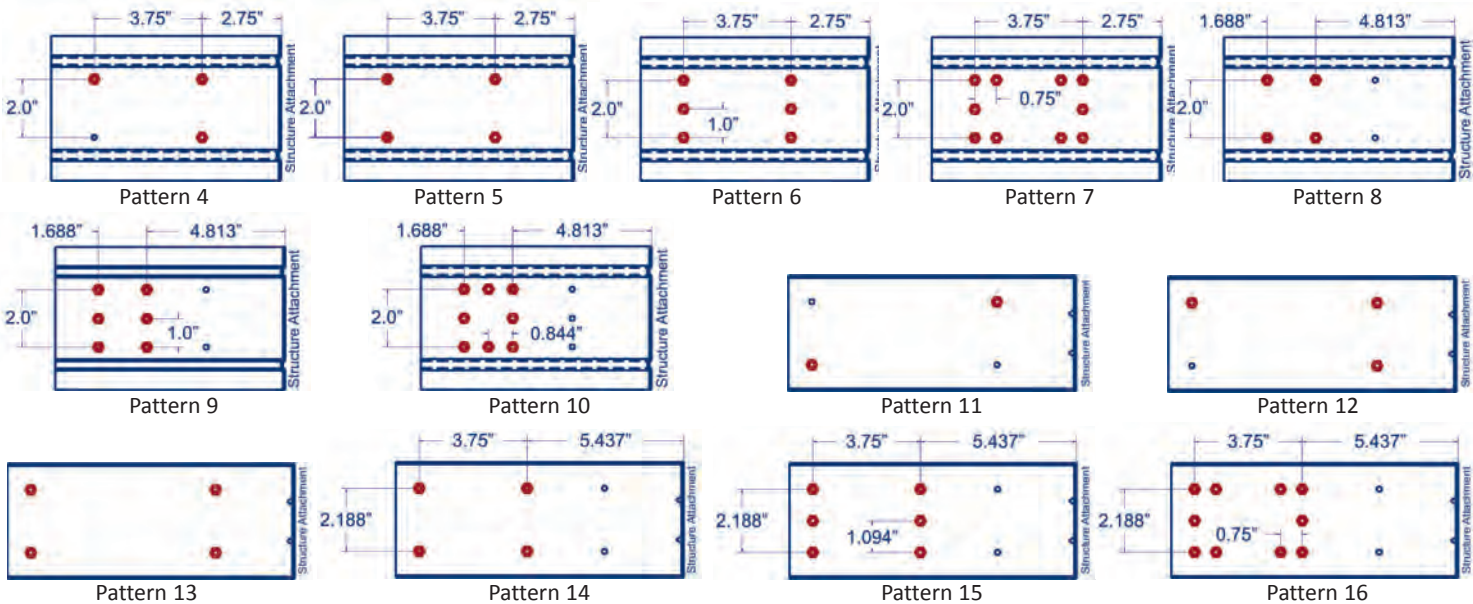 3.75" 2.75"
2.0"
Structure Attachment
Pattern 4
3.75" 2.75"
2.0"
Structure Attachment
Pattern 5
3.75" 2.75"
2.0"
1.0"
Structure Attachment
Pattern 6
3.75" 2.75"
2.0"
0.75"
Structure Attachment
Pattern 7
1.688" 4.813"
2.0"
Structure Attachment
Pattern 8
1.688" 4.813"
2.0"
1.0"
Structure Attachment
Pattern 9
1.688" 4.813"
2.0"
0.844"
Structure Attachment
Pattern 10
Structure Attachment
Pattern 11
Structure Attachment
Pattern 12
Structure Attachment
Pattern 13
3.75" 5.437"
2.188"
Structure Attachment
Pattern 14
3.75" 5.437"
2.188"
1.094"
Structure Attachment
Pattern 15
3.75" 5.437"
2.188"
0.75"
Structure Attachment
Pattern 16